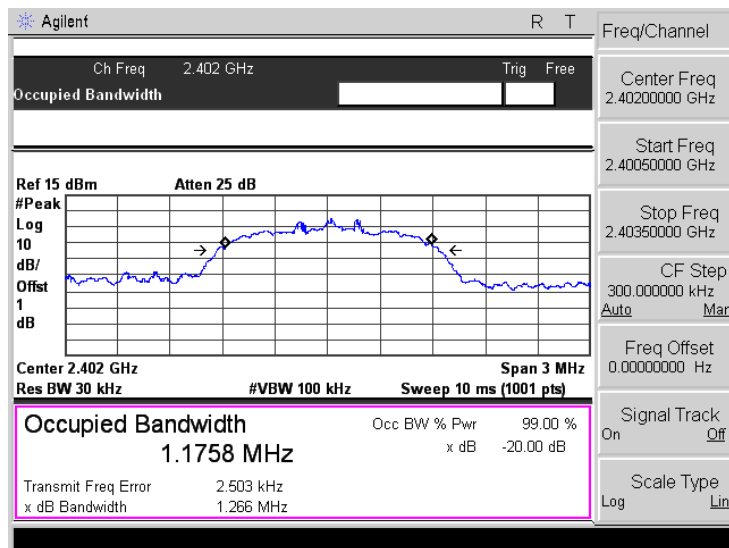 Agilent R T
Ch Freq 2.402 GHz Trig Free
Occupied Bandwidth
Ref 15 dBm Atten 25 dB
#Peak
Log
10
dB/
Offst
1
dB
Center 2.402 GHz Span 3 MHz
Res BW 30 kHz #VBW 100 kHz Sweep 10 ms (1001 pts)
Occupied Bandwidth
1.1758 MHz
Occ BW % Pwr 99.00 %
x dB -20.00 dB
Transmit Freq Error 2.503 kHz
x dB Bandwidth 1.266 MHz
Freq/Channel
Center Freq
2.40200000 GHz
Start Freq
2.40050000 GHz
Stop Freq
2.40350000 GHz
CF Step
300.000000 kHz
Auto Man
Freq Offset
0.00000000 Hz
Signal Track
On Off
Scale Type
Log Lin